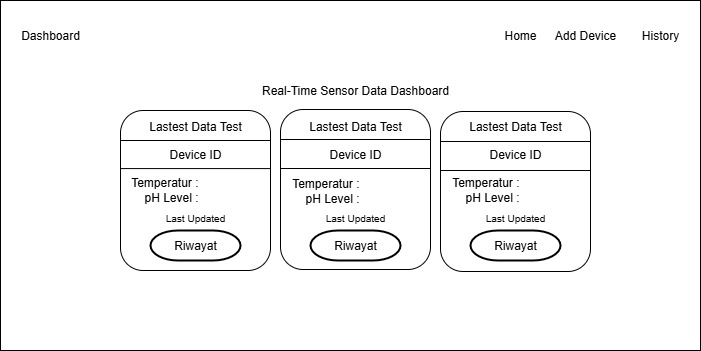 Dashboard
Home
Add Device
History
Real-Time Sensor Data Dashboard
Lastest Data Test
Device ID
Temperatur :
pH Level :
Last Updated
Riwayat
Lastest Data Test
Device ID
Temperatur :
pH Level :
Last Updated
Riwayat
Lastest Data Test
Device ID
Temperatur :
pH Level :
Last Updated
Riwayat